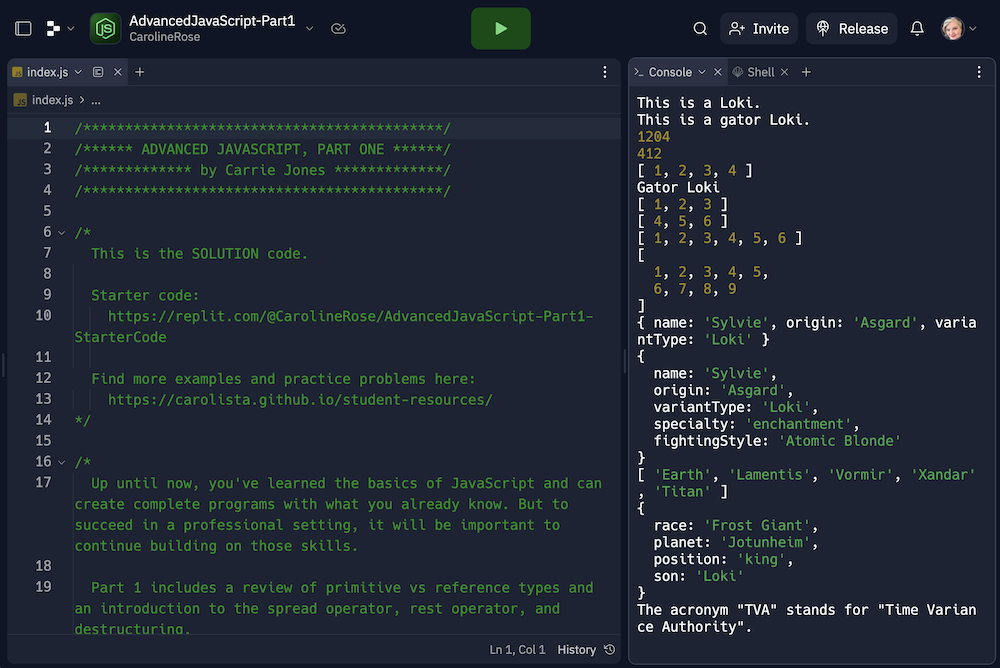 AdvancedJavaScript-Part1
CarolineRose
Invite
Release
index.js
index.js > ...
1 /*******************************************/
2 /****** ADVANCED JAVASCRIPT, PART ONE ******/
3 /************* by Carrie Jones *************/
4 /*******************************************/
5
6 /*
7 This is the SOLUTION code.
8
9 Starter code:
10 https://replit.com/@CarolineRose/AdvancedJavaScript-Part1-
StarterCode
11
12 Find more examples and practice problems here:
13 https://carolista.github.io/student-resources/
14 */
15
16 /*
17 Up until now, you've learned the basics of JavaScript and can
create complete programs with what you already know. But to
succeed in a professional setting, it will be important to
continue building on those skills.
18
19 Part 1 includes a review of primitive vs reference types and
an introduction to the spread operator, rest operator, and
destructuring.
Ln 1, Col 1 History
Console
Shell
This is a Loki.
This is a gator Loki.
1204
412
[ 1, 2, 3, 4 ]
Gator Loki
[ 1, 2, 3 ]
[ 4, 5, 6 ]
[ 1, 2, 3, 4, 5, 6 ]
[
1, 2, 3, 4, 5,
6, 7, 8, 9
]
{ name: 'Sylvie', origin: 'Asgard', varia
ntType: 'Loki' }
{
name: 'Sylvie',
origin: 'Asgard',
variantType: 'Loki',
specialty: 'enchantment',
fightingStyle: 'Atomic Blonde'
}
[ 'Earth', 'Lamentis', 'Vormir', 'Xandar'
, 'Titan' ]
{
race: 'Frost Giant',
planet: 'Jotunheim',
position: 'king',
son: 'Loki'
}
The acronym "TVA" stands for "Time Varian
ce Authority".